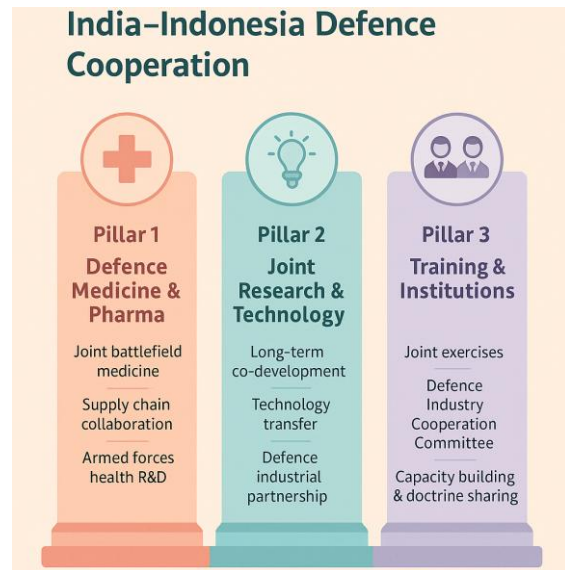 India–Indonesia Defence
Cooperation
Pillar 1
Defence
Medicine &
Pharma
Joint battlefield
medicine
Supply chain
collaboration
Armed forces
health R&D
Pillar 2
Joint
Research &
Technology
Long-term
co-development
Technology
transfer
Defence
industrial
partnership
Pillar 3
Training &
Institutions
Joint exercises
Defence
Industry
Cooperation
Committee
Capacity building
& doctrine sharing